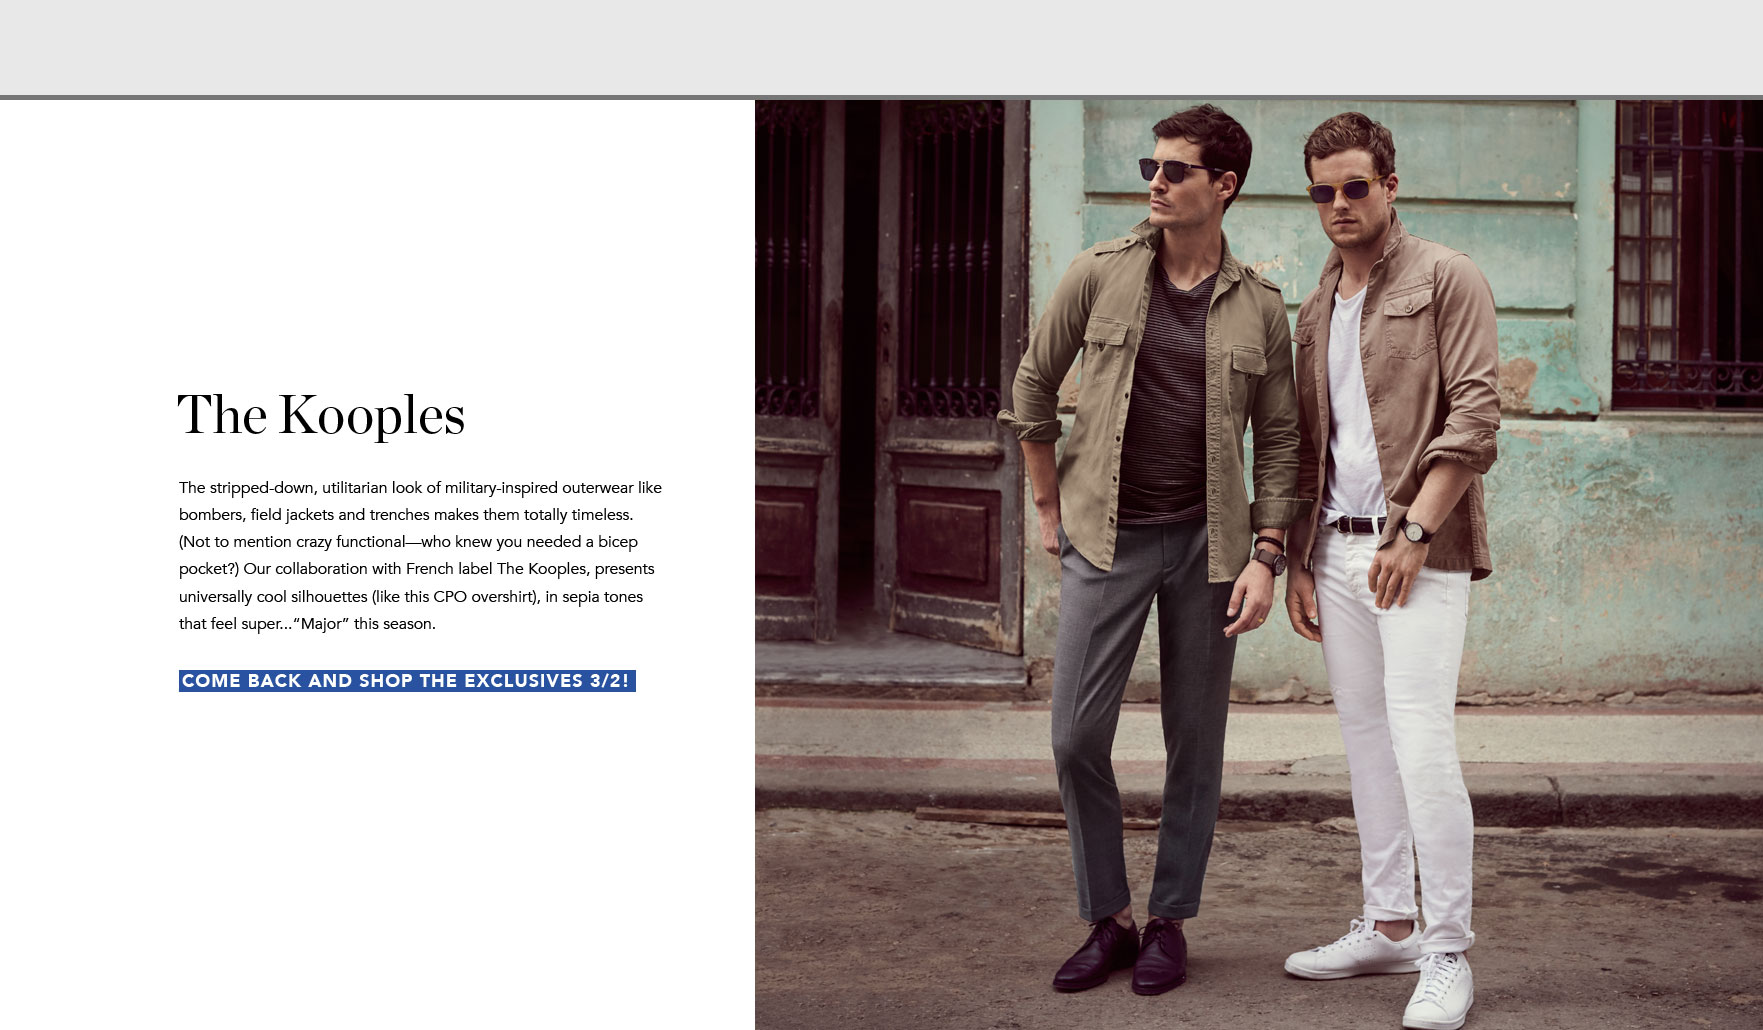 The Kooples
The stripped-down, utilitarian look of military-inspired outerwear like
bombers, field jackets and trenches makes them totally timeless.
(Not to mention crazy functional—who knew you needed a bicep
pocket?) Our collaboration with French label The Kooples, presents
universally cool silhouettes (like this CPO overshirt), in sepia tones
that feel super...“Major” this season.
COME BACK AND SHOP THE EXCLUSIVES 3/2!